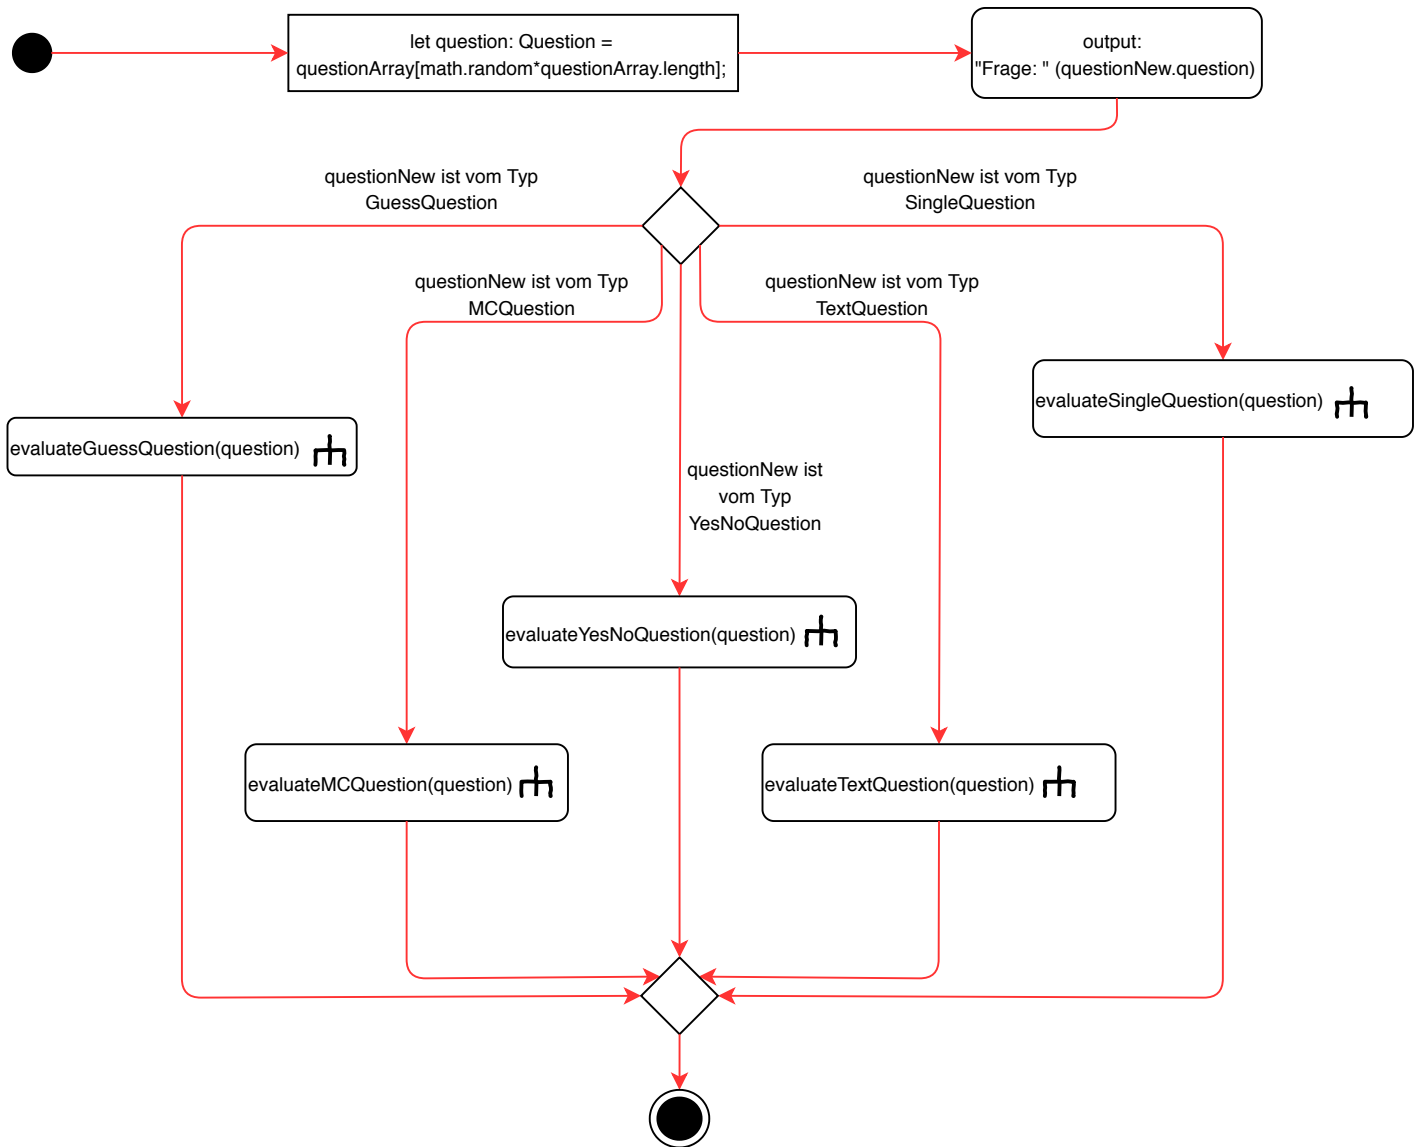 let question: Question =
questionArray[math.random*questionArray.length];
output:
"Frage: " (questionNew.question)
questionNew ist vom Typ
GuessQuestion
questionNew ist vom Typ
SingleQuestion
questionNew ist vom Typ
MCQuestion
questionNew ist vom Typ
TextQuestion
evaluateSingleQuestion(question)
evaluateGuessQuestion(question)
questionNew ist
vom Typ
YesNoQuestion
evaluateYesNoQuestion(question)
evaluateMCQuestion(question)
evaluateTextQuestion(question)